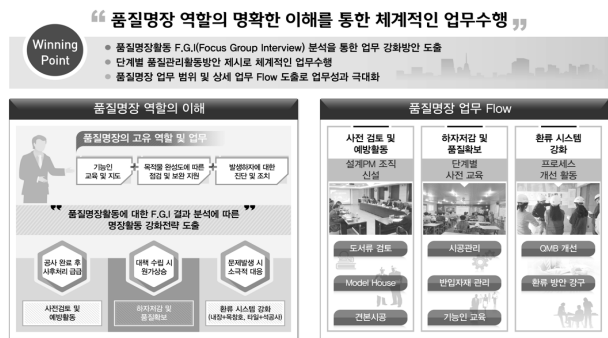 “ 품질명장 역할의 명확한 이해를 통한 체계적인 업무수행 ”
Winning
Point
품질명장활동 F.G.I(Focus Group Interview) 분석을 통한 업무 강화방안 도출
단계별 품질관리활동방안 제시로 체계적인 업무수행
품질명장 업무 범위 및 상세 업무 Flow 도출로 업무성과 극대화
품질명장 역할의 이해
품질명장의 고유 역할 및 업무
기능인
교육 및 지도
+
목적물 완성도에 따른
점검 및 보완 지원
+
발생하자에 대한
진단 및 조치
“ 품질명장활동에 대한 F.G.I 결과 분석에 따른 ”
명장활동 강화전략 도출
공사 완료 후
사후처리 급급
대책 수립 시
원가상승
문제발생 시
소극적 대응
사전검토 및
예방활동
하자저감 및
품질확보
환류 시스템 강화
(내장+목창호, 타일+석공사)
품질명장 업무 Flow
사전 검토 및
예방활동
설계PM 조직
신설
도서류 검토
Model House
견본시공
하자저감 및
품질확보
단계별
사전 교육
시공관리
반입자재 관리
기능인 교육
환류 시스템
강화
프로세스
개선 활동
QMB 개선
환류 방안 강구